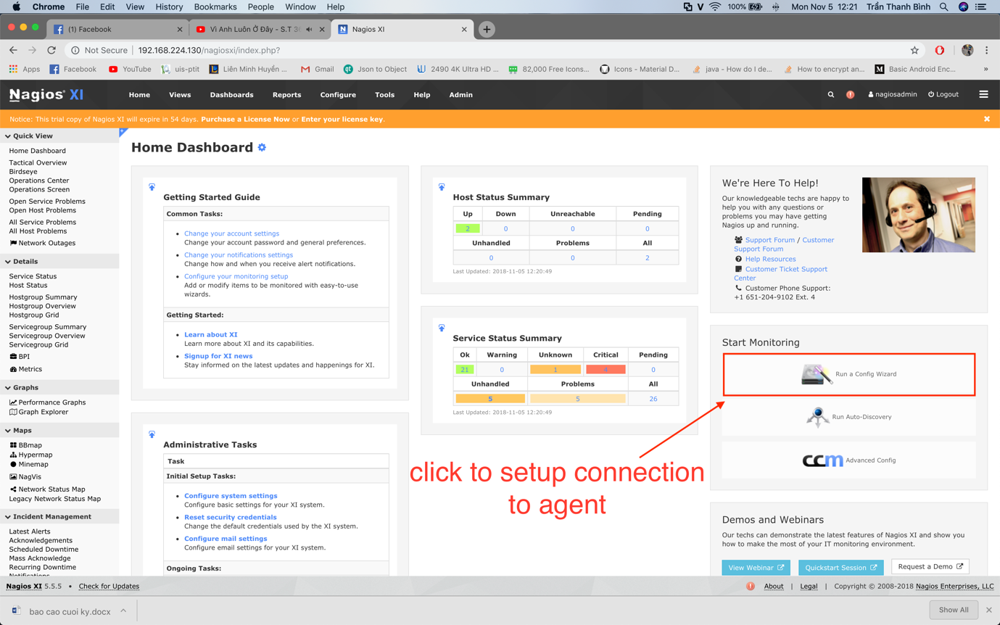 Chrome File Edit View History Bookmarks People Window Help
100% Mon Nov 5 12:21 Trần Thanh Bình
(1) Facebook
Vì Anh Luôn Ở Đây - S.T 36
Nagios XI
Not Secure | 192.168.224.130/nagiosxi/index.php?
Apps Facebook YouTube uis-ptit Liên Minh Huyền ... Gmail Json to Object 2490 4K Ultra HD ... 82,000 Free Icons... Icons - Material D... java - How do I de... How to encrypt an... Basic Android Enc... »
Nagios® XI
Home Views Dashboards Reports Configure Tools Help Admin
nagiosadmin Logout
Notice: This trial copy of Nagios XI will expire in 54 days. Purchase a License Now or Enter your license key.
Quick View
Home Dashboard
Tactical Overview
Birdseye
Operations Center
Operations Screen
Open Service Problems
Open Host Problems
All Service Problems
All Host Problems
Network Outages
Details
Service Status
Host Status
Hostgroup Summary
Hostgroup Overview
Hostgroup Grid
Servicegroup Summary
Servicegroup Overview
Servicegroup Grid
BPI
Metrics
Graphs
Performance Graphs
Graph Explorer
Maps
BBmap
Hypermap
Minemap
NagVis
Network Status Map
Legacy Network Status Map
Incident Management
Latest Alerts
Acknowledgements
Scheduled Downtime
Mass Acknowledge
Recurring Downtime
Notifications
Home Dashboard
Getting Started Guide
Common Tasks:
• Change your account settings
Change your account password and general preferences.
• Change your notifications settings
Change how and when you receive alert notifications.
• Configure your monitoring setup
Add or modify items to be monitored with easy-to-use
wizards.
Getting Started:
• Learn about XI
Learn more about XI and its capabilities.
• Signup for XI news
Stay informed on the latest updates and happenings for XI.
Administrative Tasks
Task
Initial Setup Tasks:
• Configure system settings
Configure basic settings for your XI system.
• Reset security credentials
Change the default credentials used by the XI system.
• Configure mail settings
Configure email settings for your XI system.
Ongoing Tasks:
Host Status Summary
Up Down Unreachable Pending
2 0 0 0
Unhandled Problems All
0 0 2
Last Updated: 2018-11-05 12:20:49
Service Status Summary
Ok Warning Unknown Critical Pending
21 0 1 4 0
Unhandled Problems All
5 5 26
Last Updated: 2018-11-05 12:20:49
click to setup connection
to agent
We're Here To Help!
Our knowledgeable techs are happy to
help you with any questions or
problems you may have getting
Nagios up and running.
Support Forum / Customer
Support Forum
Help Resources
Customer Ticket Support
Center
Customer Phone Support:
+1 651-204-9102 Ext. 4
Start Monitoring
Run a Config Wizard
Run Auto-Discovery
ccm Advanced Config
Demos and Webinars
Our techs can demonstrate the latest features of Nagios XI and show you
how to make the most of your IT monitoring environment.
View Webinar Quickstart Session Request a Demo
Nagios XI 5.5.5 • Check for Updates
About | Legal | Copyright © 2008-2018 Nagios Enterprises, LLC
bao cao cuoi ky.docx
Show All